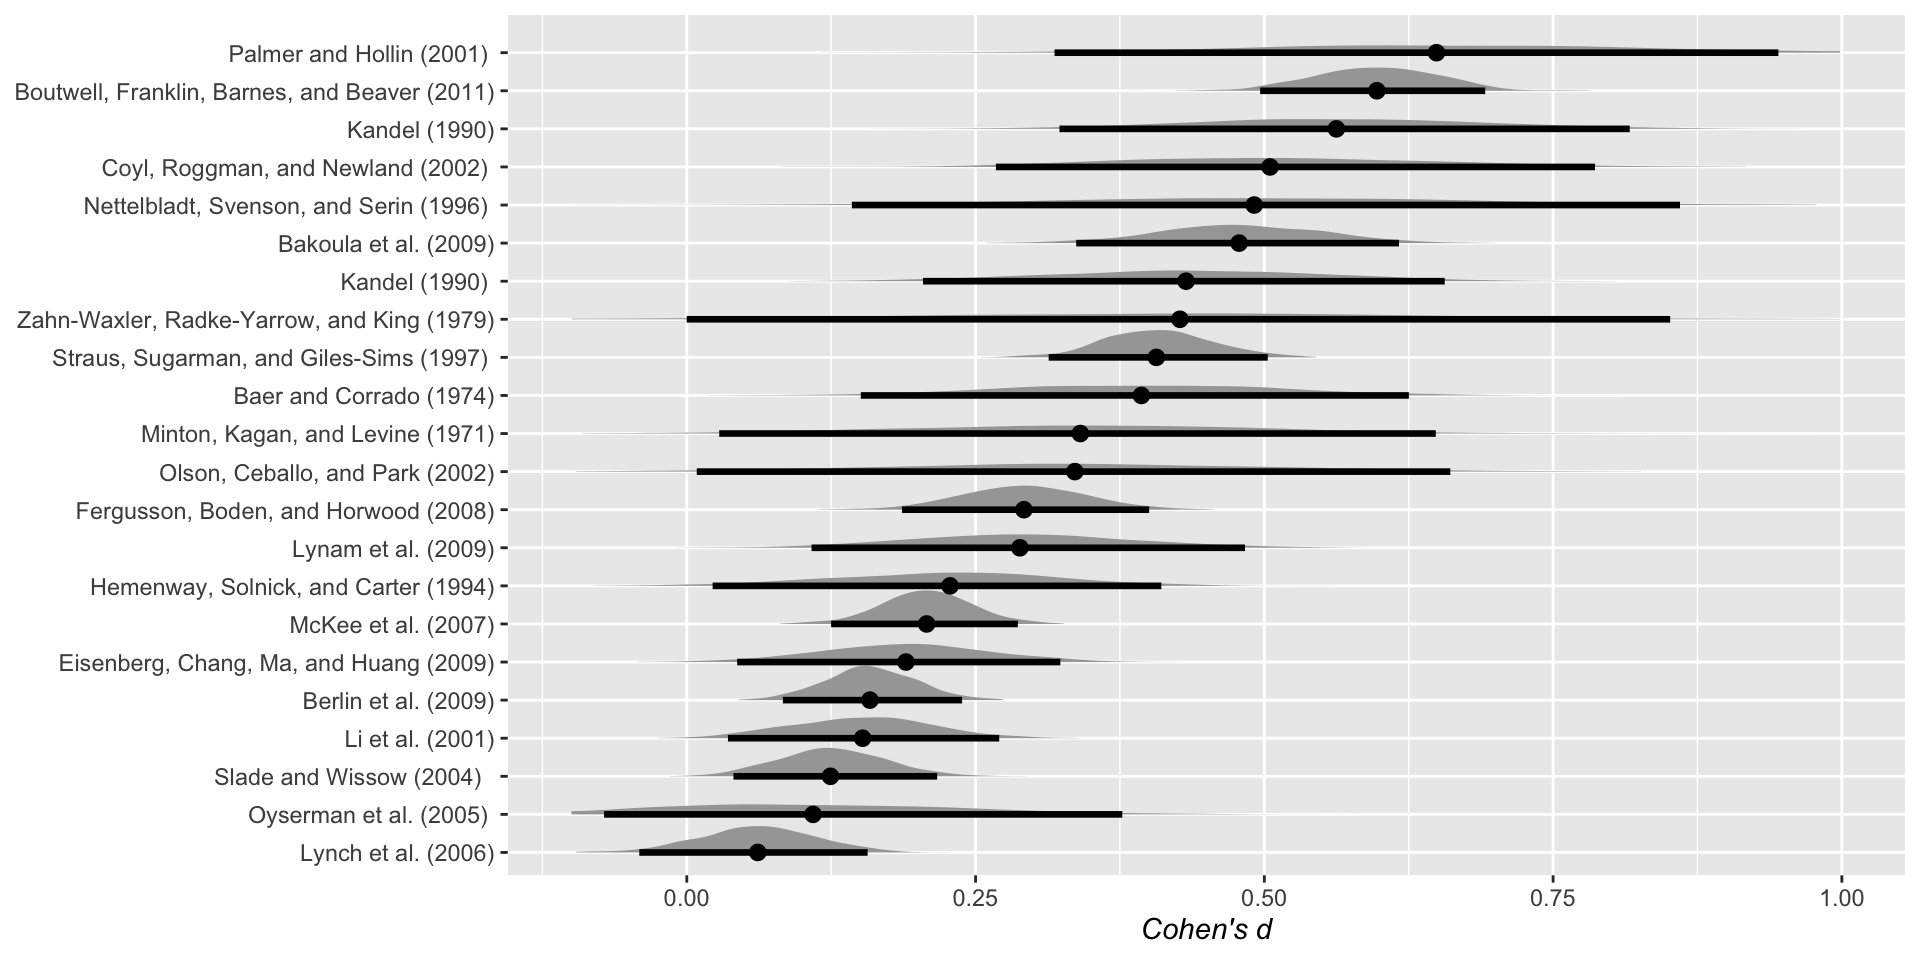 Palmer and Hollin (2001)
Boutwell, Franklin, Barnes, and Beaver (2011)
Kandel (1990)
Coyl, Roggman, and Newland (2002)
Nettelbladt, Svenson, and Serin (1996)
Bakoula et al. (2009)
Kandel (1990)
Zahn-Waxler, Radke-Yarrow, and King (1979)
Straus, Sugarman, and Giles-Sims (1997)
Baer and Corrado (1974)
Minton, Kagan, and Levine (1971)
Olson, Ceballo, and Park (2002)
Fergusson, Boden, and Horwood (2008)
Lynam et al. (2009)
Hemenway, Solnick, and Carter (1994)
McKee et al. (2007)
Eisenberg, Chang, Ma, and Huang (2009)
Berlin et al. (2009)
Li et al. (2001)
Slade and Wissow (2004)
Oyserman et al. (2005)
Lynch et al. (2006)
0.00 0.25 0.50 0.75 1.00
Cohen's d